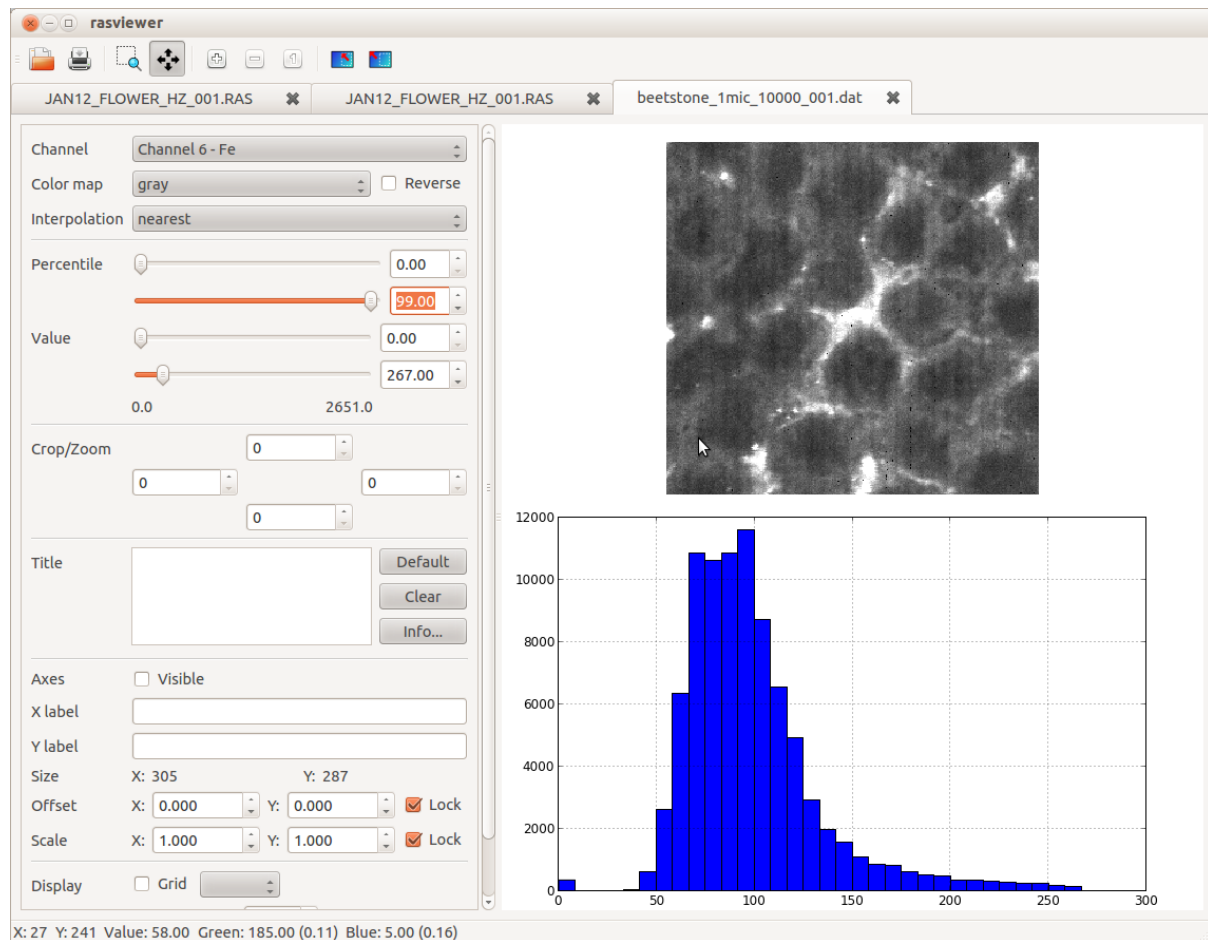 rasviewer
JAN12_FLOWER_HZ_001.RAS JAN12_FLOWER_HZ_001.RAS beetstone_1mic_10000_001.dat
Channel Channel 6 - Fe
Color map gray Reverse
Interpolation nearest
Percentile 0.00
99.00
Value 0.00
267.00
0.0 2651.0
Crop/Zoom 0
0 0
0
Title Default
Clear
Info...
Axes Visible
X label
Y label
Size X: 305 Y: 287
Offset X: 0.000 Y: 0.000 Lock
Scale X: 1.000 Y: 1.000 Lock
Display Grid
12000
10000
8000
6000
4000
2000
0
0 50 100 150 200 250 300
X: 27 Y: 241 Value: 58.00 Green: 185.00 (0.11) Blue: 5.00 (0.16)